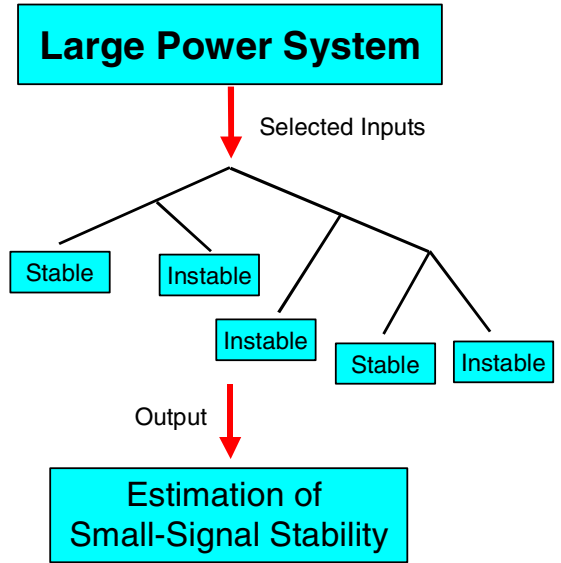 Large Power System
Selected Inputs
Stable
Instable
Instable
Stable
Instable
Output
Estimation of
Small-Signal Stability